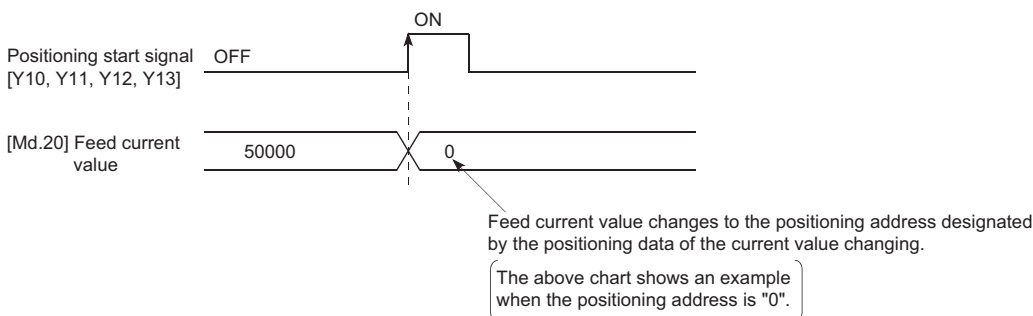 ON
Positioning start signal OFF
[Y10, Y11, Y12, Y13]
[Md.20] Feed current
value
50000
0
Feed current value changes to the positioning address designated
by the positioning data of the current value changing.
The above chart shows an example
when the positioning address is "0".